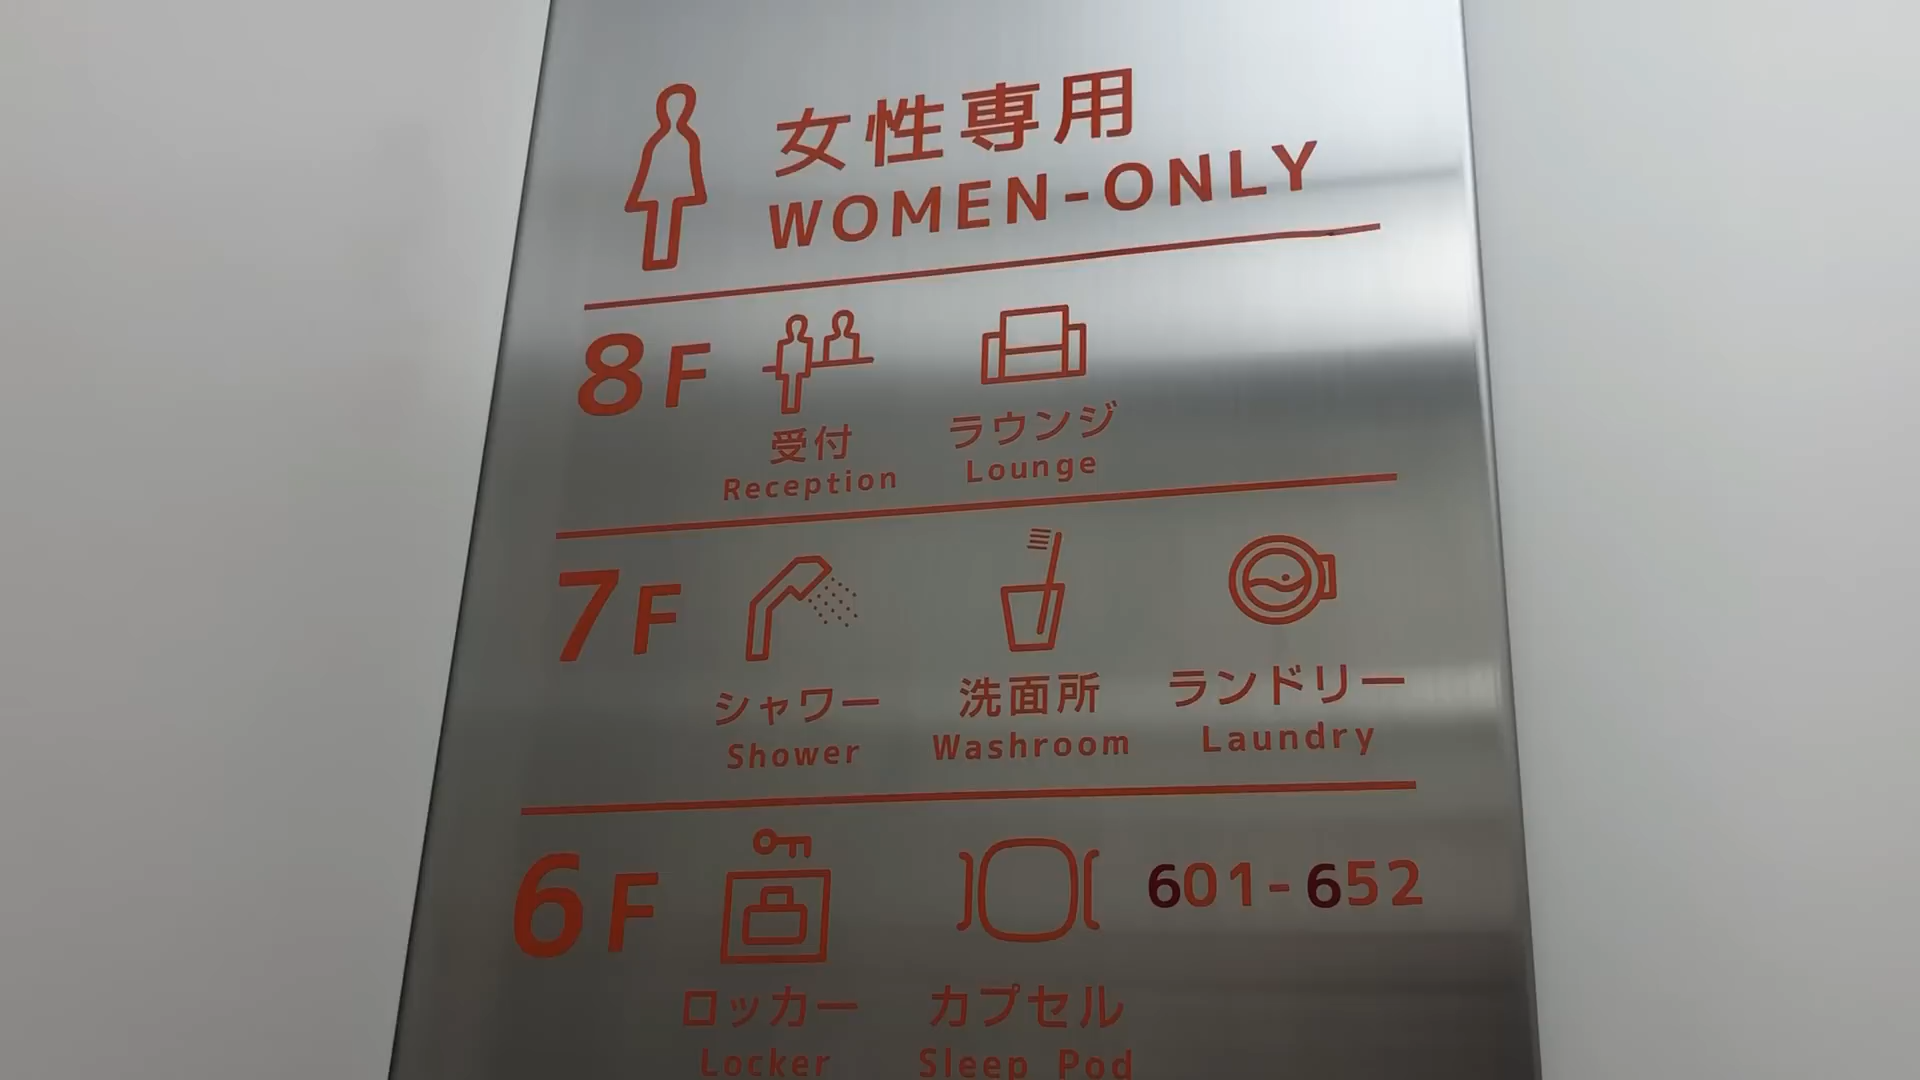 女性専用
WOMEN-ONLY
8F
受付 ラウンジ
Reception Lounge
7F
シャワー 洗面所 ランドリー
Shower Washroom Laundry
6F 601-652
ロッカー カプセル
Locker Sleep Pod